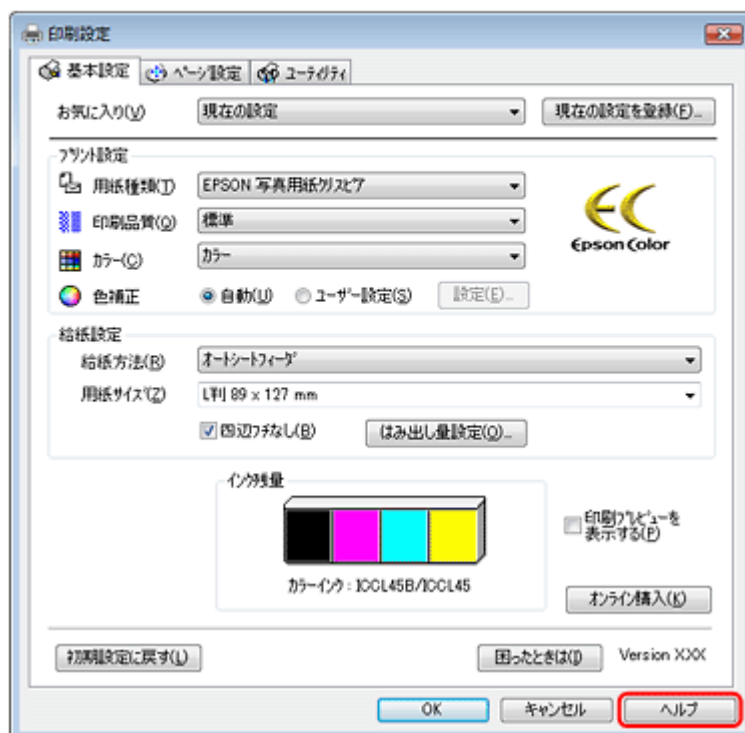 印刷設定
基本設定 ページ設定 ユーティリティ
お気に入り(V) 現在の設定 現在の設定を登録(F)...
プリント設定
用紙種類(T) EPSON 写真用紙クリスピア
印刷品質(Q) 標準
カラー(C) カラー
色補正 自動(U) ユーザー設定(S) 設定(E)...
EC
Epson Color
給紙設定
給紙方法(R) オートシートフィーダ
用紙サイズ(Z) L判 89 x 127 mm
四辺フチなし(B) はみ出し量設定(O)...
インク残量
カラーインク : ICCL45B/ICCL45
印刷プレビューを
表示する(P)
オンライン購入(K)
初期設定に戻す(L) 困ったときは(I) Version XXX
OK キャンセル ヘルプ